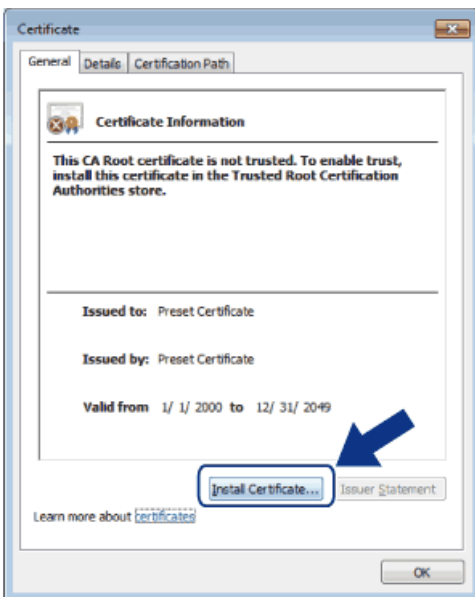 Certificate
General Details Certification Path
Certificate Information
This CA Root certificate is not trusted. To enable trust,
install this certificate in the Trusted Root Certification
Authorities store.
Issued to: Preset Certificate
Issued by: Preset Certificate
Valid from 1/ 1/ 2000 to 12/ 31/ 2049
Install Certificate... Issuer Statement
Learn more about certificates
OK